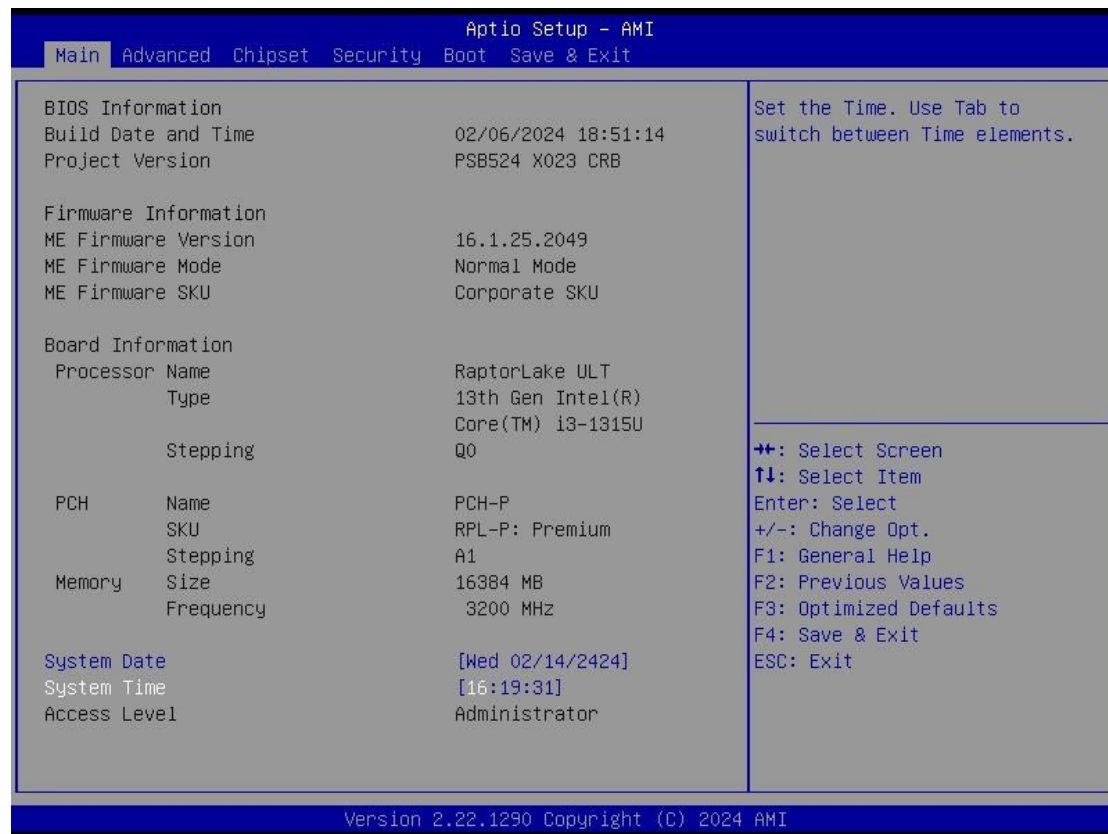 Aptio Setup - AMI
Main Advanced Chipset Security Boot Save & Exit
BIOS Information
Build Date and Time 02/06/2024 18:51:14
Project Version PSB524 X023 CRB
Firmware Information
ME Firmware Version 16.1.25.2049
ME Firmware Mode Normal Mode
ME Firmware SKU Corporate SKU
Board Information
Processor Name RaptorLake ULT
Type 13th Gen Intel(R)
Core(TM) i3-1315U
Stepping Q0
PCH Name PCH-P
SKU RPL-P: Premium
Stepping A1
Memory Size 16384 MB
Frequency 3200 MHz
System Date [Wed 02/14/2424]
System Time [16:19:31]
Access Level Administrator
Set the Time. Use Tab to
switch between Time elements.
→←: Select Screen
↑↓: Select Item
Enter: Select
+/-: Change Opt.
F1: General Help
F2: Previous Values
F3: Optimized Defaults
F4: Save & Exit
ESC: Exit
Version 2.22.1290 Copyright (C) 2024 AMI